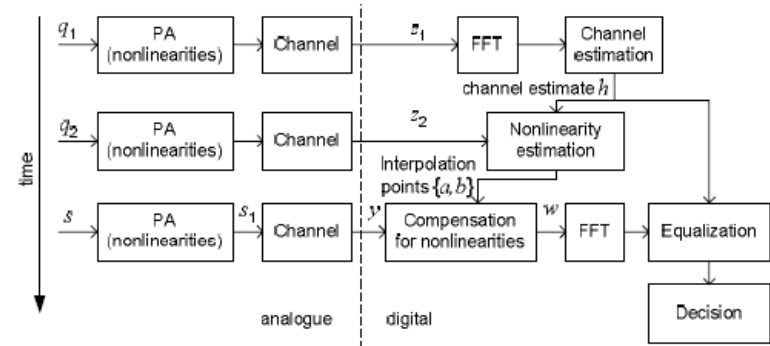 q1
PA
(nonlinearities)
Channel
z1
FFT
Channel
estimation
channel estimate h
q2
PA
(nonlinearities)
Channel
z2
Nonlinearity
estimation
Interpolation
points {a, b}
time
s
PA
(nonlinearities)
s1
Channel
y
Compensation
for nonlinearities
w
FFT
Equalization
Decision
analogue
digital